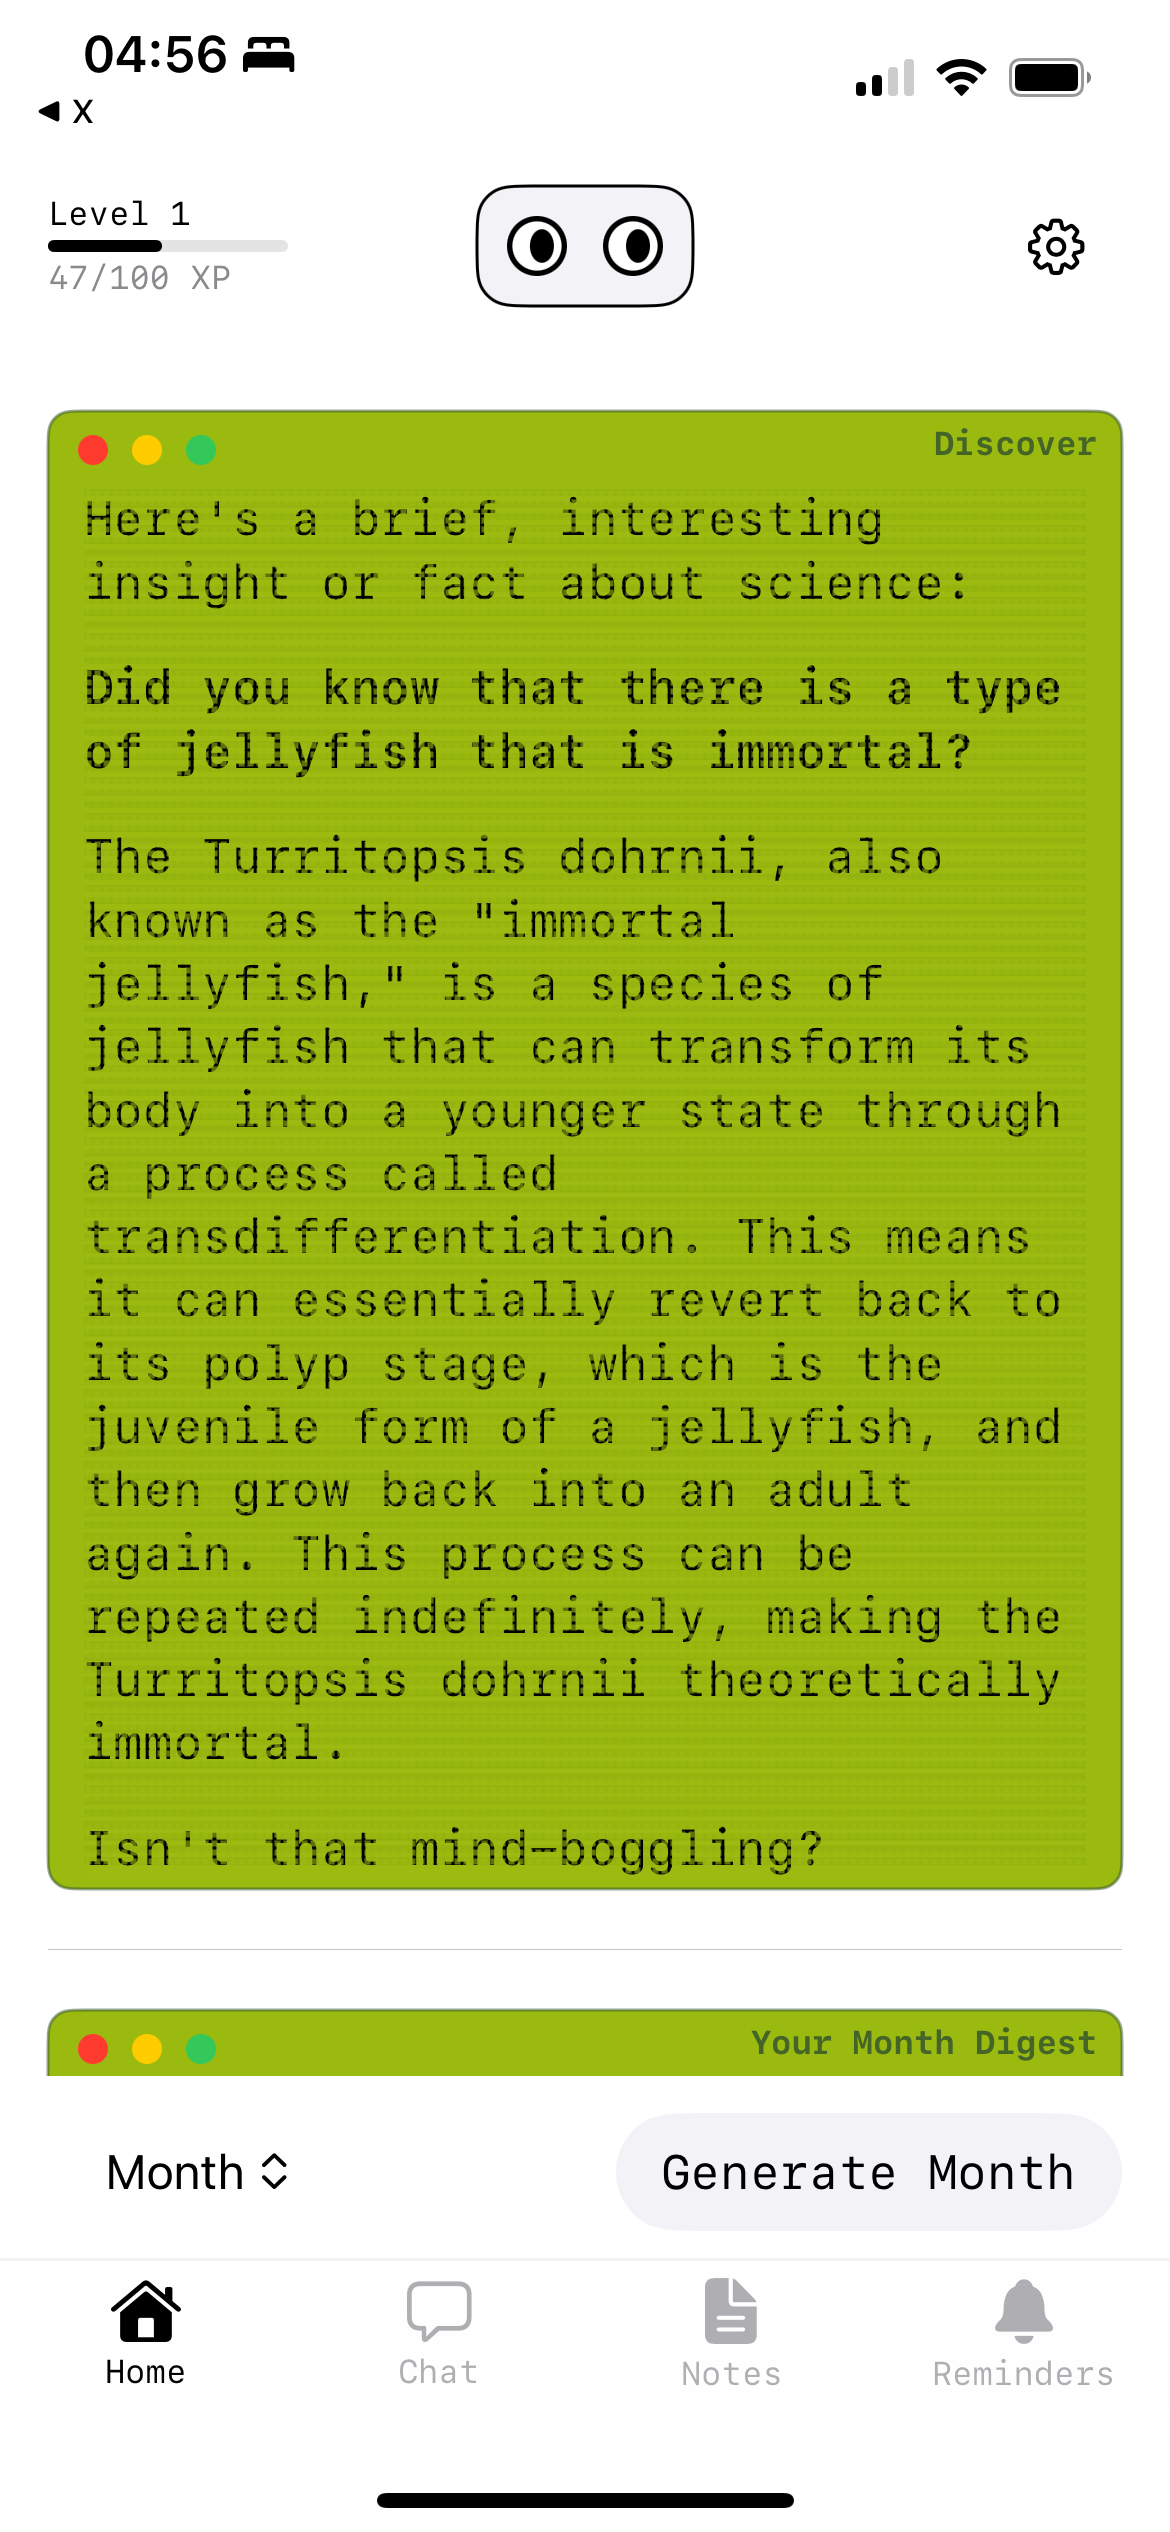 04:56
X
Level 1
47/100 XP
Discover
Here's a brief, interesting
insight or fact about science:
Did you know that there is a type
of jellyfish that is immortal?
The Turritopsis dohrnii, also
known as the "immortal
jellyfish," is a species of
jellyfish that can transform its
body into a younger state through
a process called
transdifferentiation. This means
it can essentially revert back to
its polyp stage, which is the
juvenile form of a jellyfish, and
then grow back into an adult
again. This process can be
repeated indefinitely, making the
Turritopsis dohrnii theoretically
immortal.
Isn't that mind-boggling?
Your Month Digest
Month
Generate Month
Home
Chat
Notes
Reminders